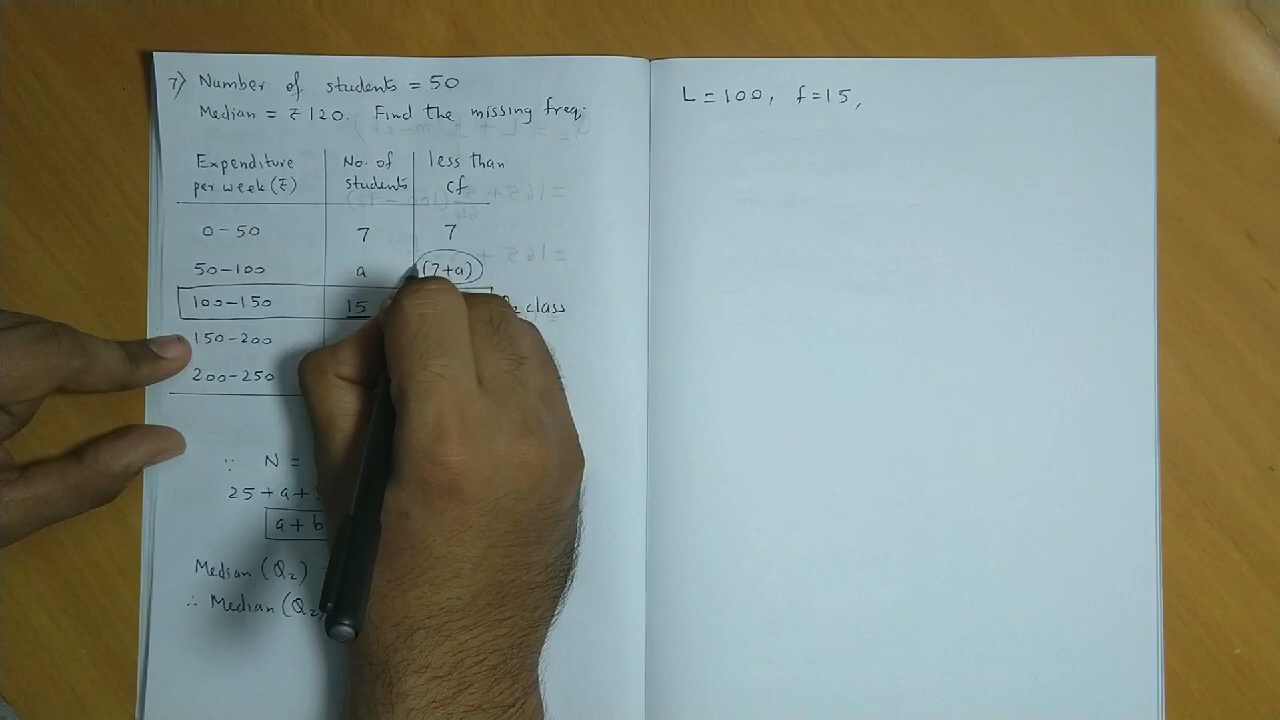 7) Number of students = 50
Median = ₹120. Find the missing freq.
Expenditure per week (₹) No. of students less than cf
0-50 7 7
50-100 a (7+a)
100-150 15 class
150-200
200-250
∵ N =
25+a+
a+b
Median (Q₂)
∴ Median (Q₂
L=100, f=15,